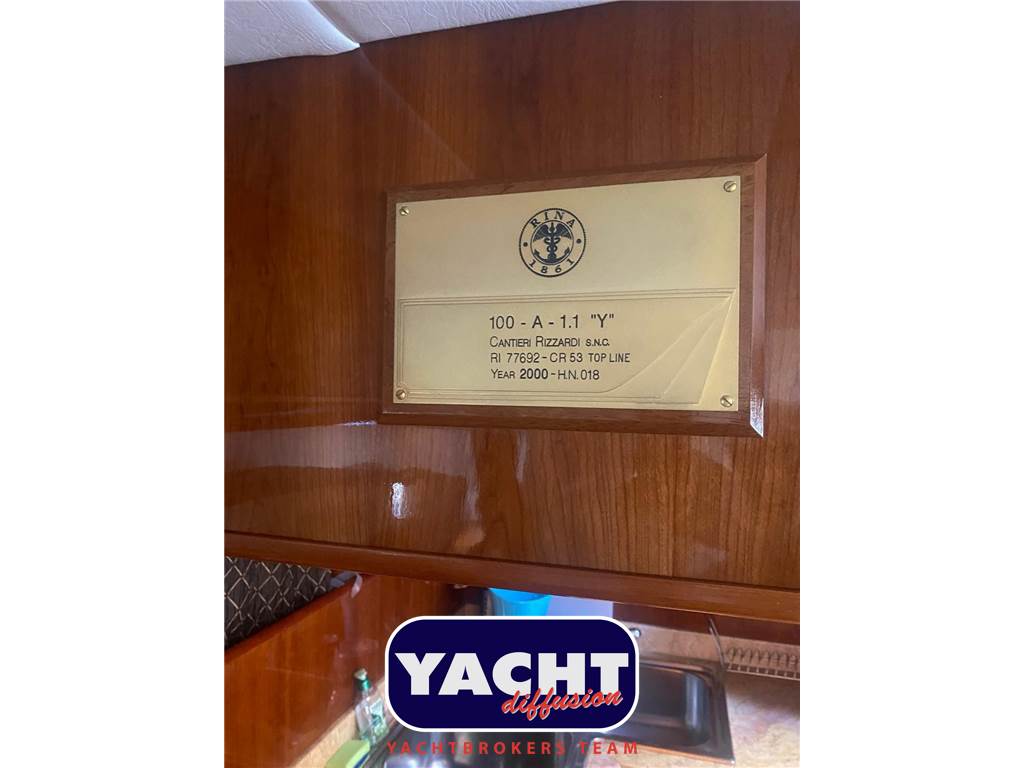 RINA
1861
100 - A - 1.1 "Y"
CANTIERI RIZZARDI S.N.C.
RI 77692 - CR 53 TOP LINE
YEAR 2000 - H.N. 018
YACHT
diffusion
YACHTBROKERS TEAM